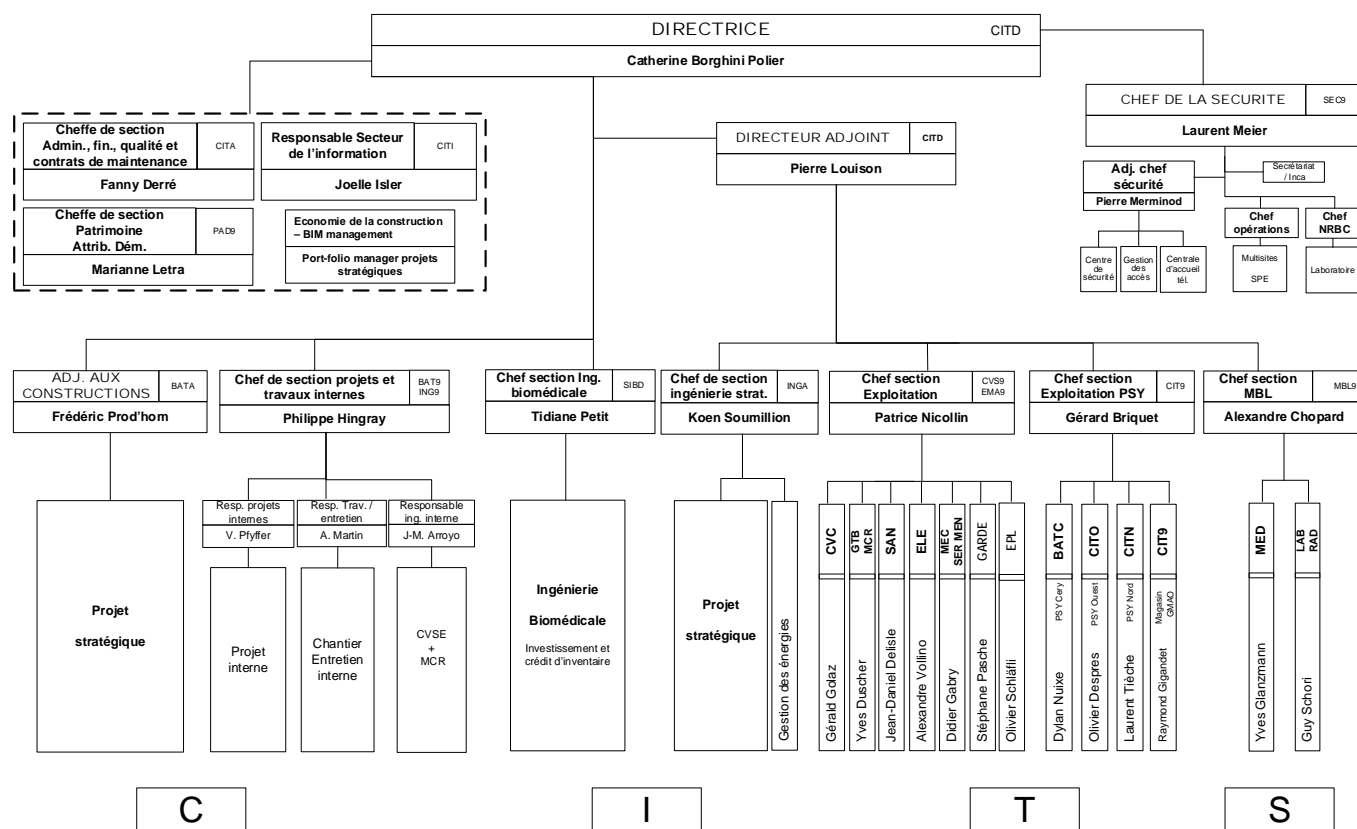 DIRECTRICE
CITD
Catherine Borghini Polier
CHEF DE LA SECURITE
SEC9
Laurent Meier
Adj. chef
sécurité
Pierre Merminod
Secrétariat
/ Inca
Chef
opérations
Chef
NRBC
Centre
de
sécurité
Gestion
des
accès
Centrale
d'accueil
tél.
Multisites
SPE
Laboratoire
Cheffe de section
Admin., fin., qualité et
contrats de maintenance
CITA
Fanny Derré
Responsable Secteur
de l'information
CITI
Joelle Isler
Cheffe de section
Patrimoine
Attrib. Dém.
PAD9
Marianne Letra
Economie de la construction
– BIM management
Port-folio manager projets
stratégiques
DIRECTEUR ADJOINT
CITD
Pierre Louison
ADJ. AUX
CONSTRUCTIONS
BATA
Frédéric Prod'hom
Chef de section projets et
travaux internes
BAT9
ING9
Philippe Hingray
Chef section Ing.
biomédicale
SIBD
Tidiane Petit
Chef de section
ingénierie strat.
INGA
Koen Soumillion
Chef section
Exploitation
CVS9
EMA9
Patrice Nicollin
Chef section
Exploitation PSY
CIT9
Gérard Briquet
Chef section
MBL
MBL9
Alexandre Chopard
Projet
stratégique
Resp. projets
internes
V. Pfyffer
Resp. Trav. /
entretien
A. Martin
Responsable
ing. interne
J-M. Arroyo
Projet
interne
Chantier
Entretien
interne
CVSE
+
MCR
Ingénierie
Biomédicale
Investissement et
crédit d'inventaire
Projet
stratégique
Gestion des énergies
CVC
Gérald Golaz
GTB
MCR
Yves Duscher
SAN
Jean-Daniel Delisle
ELE
Alexandre Vollino
MEC
SER MEN
Didier Gabry
GARDE
Stéphane Pasche
EPL
Olivier Schläfli
BATC
PSY Cery
Dylan Nuixe
CITO
PSY Ouest
Olivier Despres
CITN
PSY Nord
Laurent Tièche
CIT9
Magasin
GMAO
Raymond Gigandet
MED
Yves Glanzmann
LAB
RAD
Guy Schori
C
I
T
S